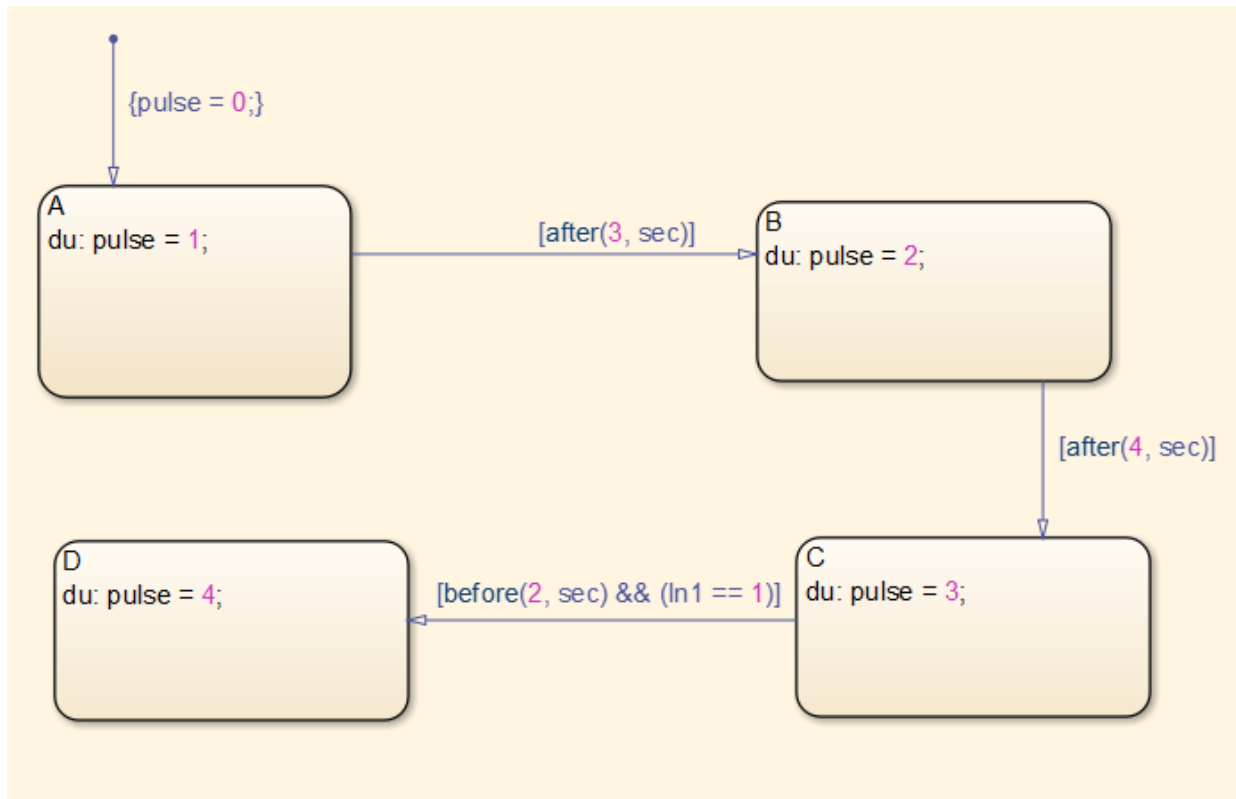 {pulse = 0;}
A
du: pulse = 1;
[after(3, sec)]
B
du: pulse = 2;
[after(4, sec)]
D
du: pulse = 4;
[before(2, sec) && (In1 == 1)]
C
du: pulse = 3;